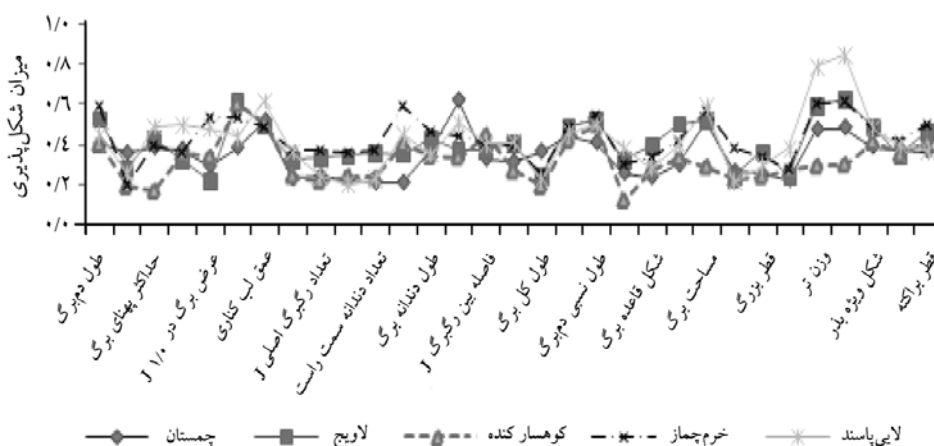 میزان شکل‌پذیری
۱/۰
۰/۸
۰/۶
۰/۴
۰/۲
۰/۰
طول دمبرگ
حداکثر پهنای برگ
عرض برگ در ۱/۰ J
عمق لب کناری
تعداد رگبرگ اصلی J
تعداد دندانه سمت راست
طول دندانه برگ
فاصله بین رگبرگ J
طول کل برگ
طول نسبی دمبرگ
شکل قاعده برگ
مساحت برگ
قطر بزرگ
وزن تر
شکل ویژه بذر
قطر براکته
چمستان
لاویج
کوهسار کنده
خرم‌چماز
لایی‌پاسند